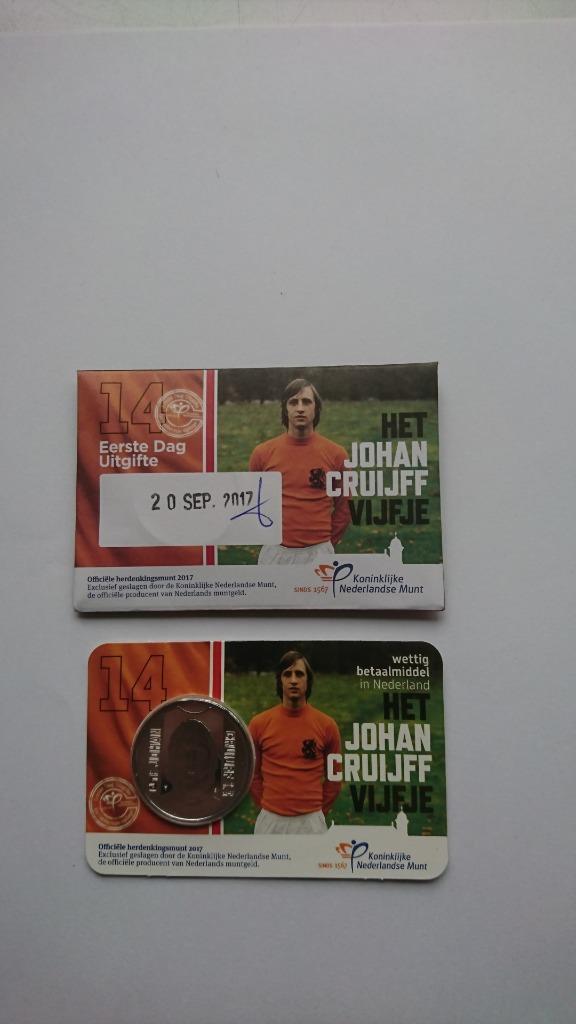 14
Eerste Dag
Uitgifte
20 SEP. 2017
HET
JOHAN
CRUIJFF
VIJFJE
Officiële herdenkingsmunt 2017
Exclusief geslagen door de Koninklijke Nederlandse Munt,
de officiële producent van Nederlands muntgeld.
SINDS 1567
Koninklijke
Nederlandse Munt
14
wettig
betaalmiddel
in Nederland
HET
JOHAN
CRUIJFF
VIJFJE
Officiële herdenkingsmunt 2017
Exclusief geslagen door de Koninklijke Nederlandse Munt,
de officiële producent van Nederlands muntgeld.
SINDS 1567
Koninklijke
Nederlandse Munt